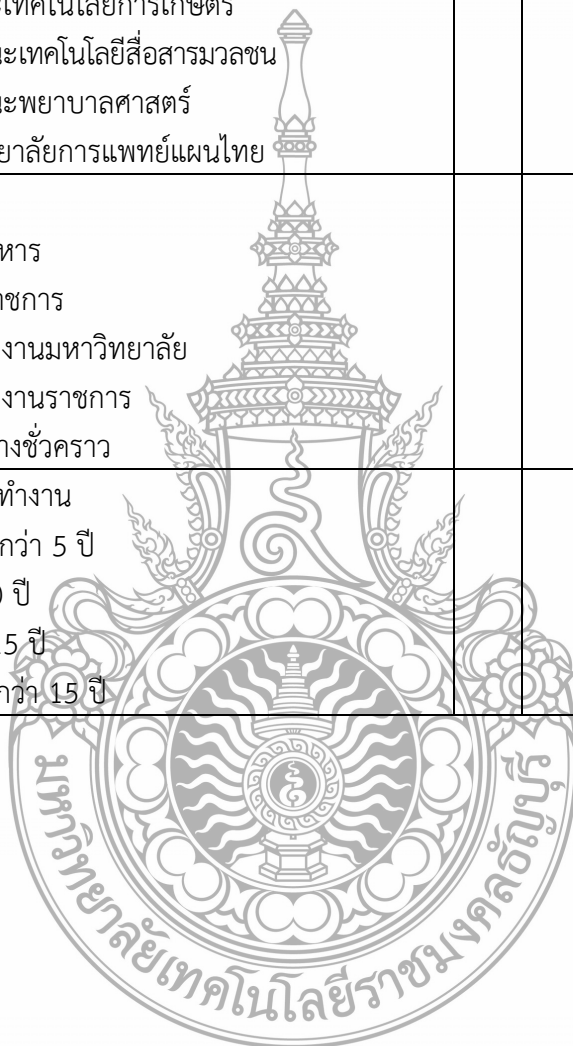 ะเทคโนโลยีการเกษตร
นะเทคโนโลยีสื่อสารมวลชน
นะพยาบาลศาสตร์
ยาลัยการแพทย์แผนไทย
หาร
าชการ
งานมหาวิทยาลัย
งานราชการ
างชั่วคราว
ทำงาน
กว่า 5 ปี
0 ปี
15 ปี
กว่า 15 ปี
มหาวิทยาลัยเทคโนโลยีราชมงคลธัญบุรี